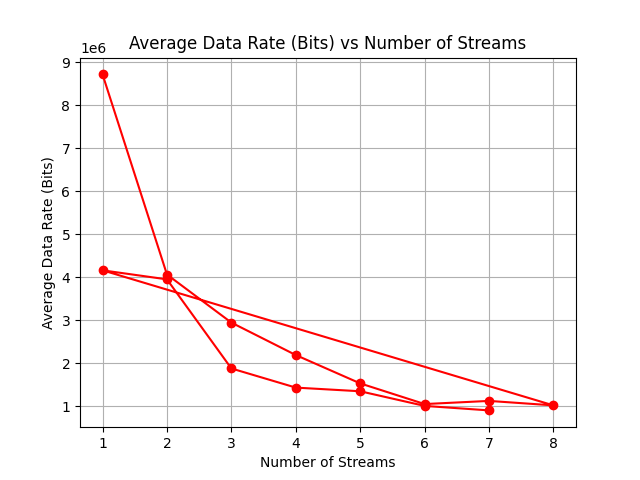 Average Data Rate (Bits) vs Number of Streams
1e6
9
8
7
6
5
4
3
2
1
Average Data Rate (Bits)
1 2 3 4 5 6 7 8
Number of Streams